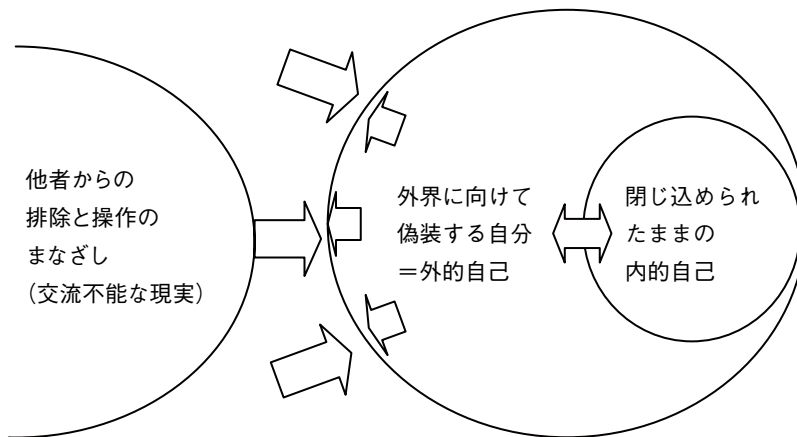 他者からの
排除と操作の
まなざし
(交流不能な現実)
外界に向けて
偽装する自分
＝外的自己
閉じ込められ
たままの
内的自己